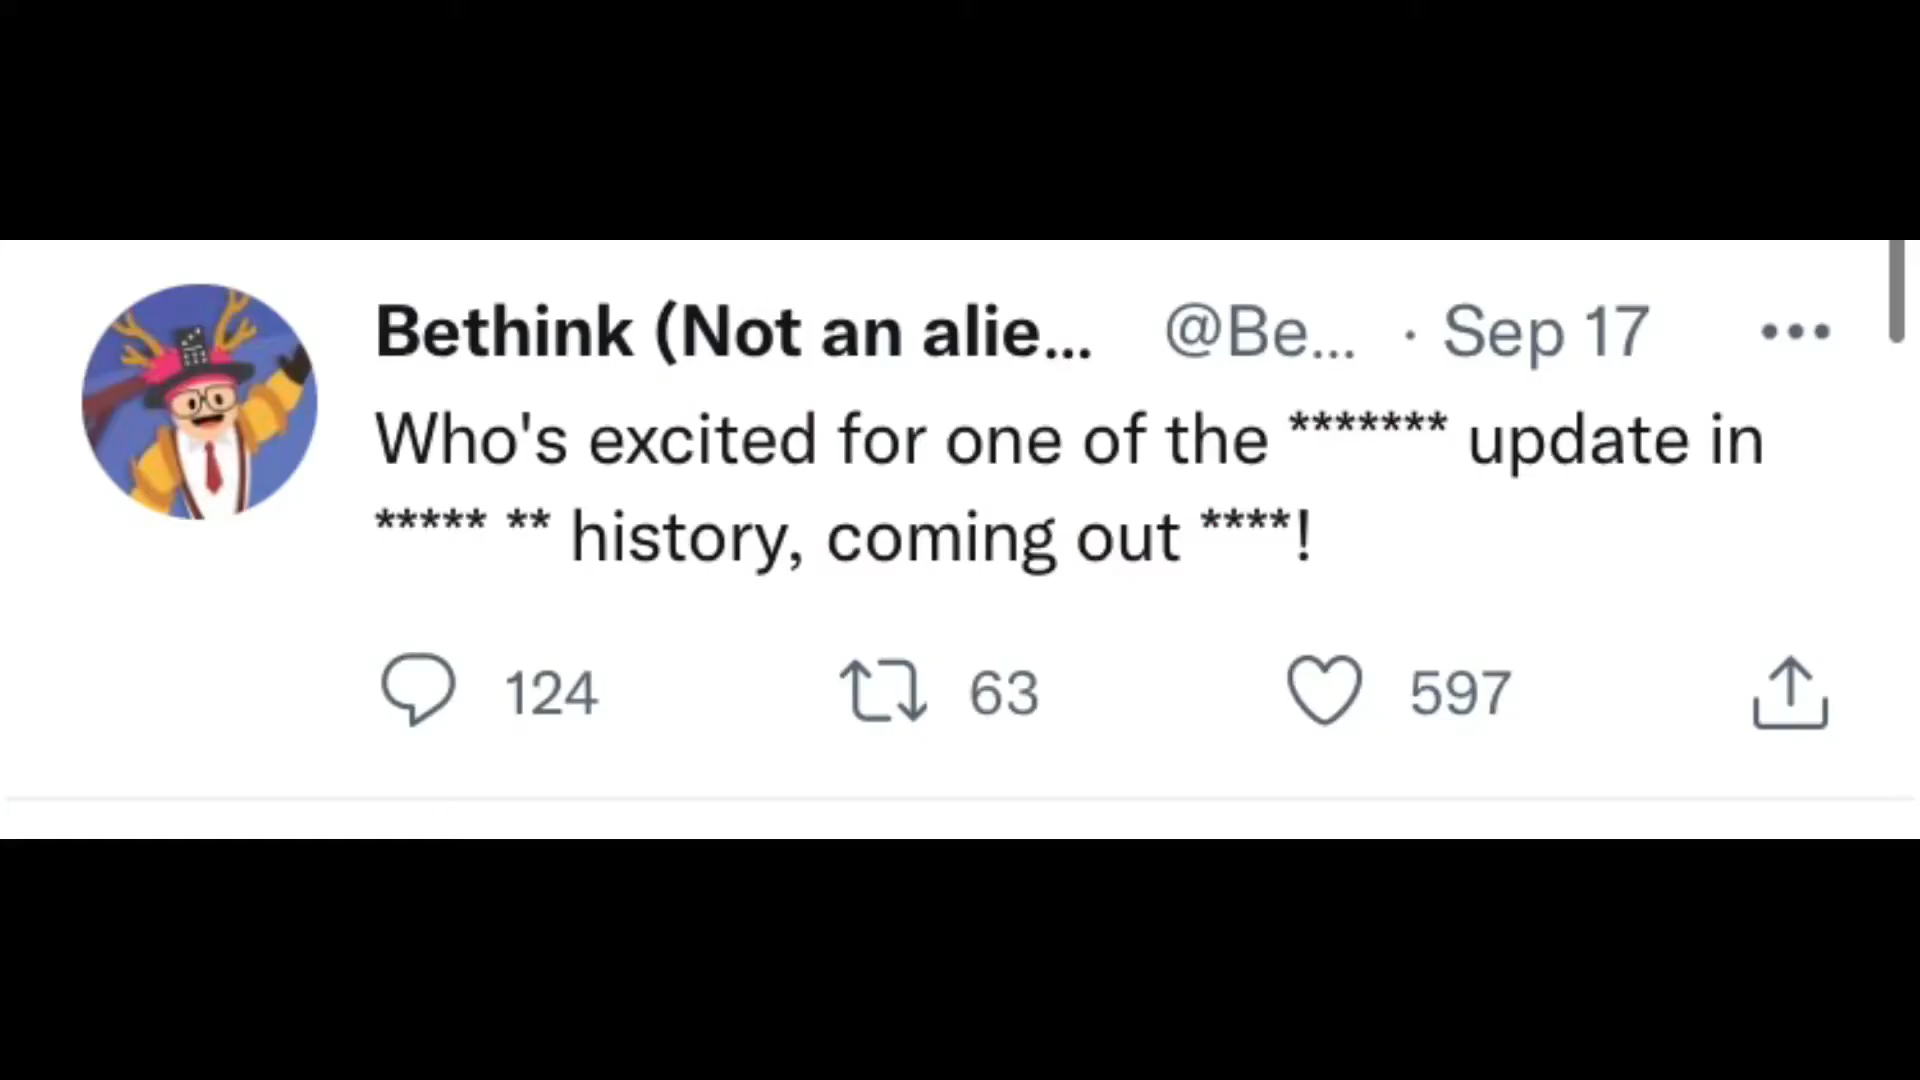 Bethink (Not an alie... @Be... · Sep 17
Who's excited for one of the ******* update in
***** ** history, coming out ****!
124 63 597